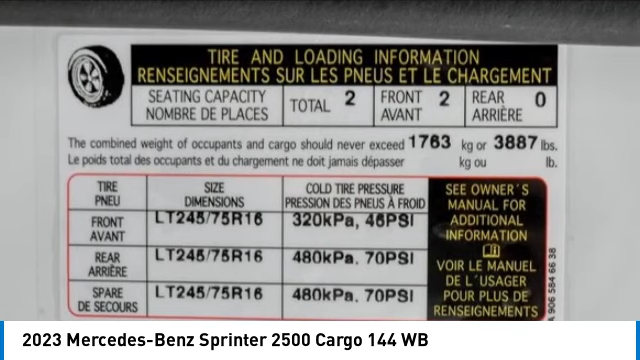 TIRE AND LOADING INFORMATION
RENSEIGNEMENTS SUR LES PNEUS ET LE CHARGEMENT
SEATING CAPACITY
NOMBRE DE PLACES
TOTAL 2
FRONT
AVANT
2
REAR
ARRIÈRE
0
The combined weight of occupants and cargo should never exceed 1763 kg or 3887 lbs.
Le poids total des occupants et du chargement ne doit jamais dépasser kg ou lb.
TIRE
PNEU
SIZE
DIMENSIONS
COLD TIRE PRESSURE
PRESSION DES PNEUS À FROID
FRONT
AVANT
LT245/75R16
320kPa, 46PSI
REAR
ARRIÈRE
LT245/75R16
480kPa. 70PSI
SPARE
DE SECOURS
LT245/75R16
480kPa. 70PSI
SEE OWNER´S
MANUAL FOR
ADDITIONAL
INFORMATION
VOIR LE MANUEL
DE L´USAGER
POUR PLUS DE
RENSEIGNEMENTS
A 906 584 66 38
2023 Mercedes-Benz Sprinter 2500 Cargo 144 WB